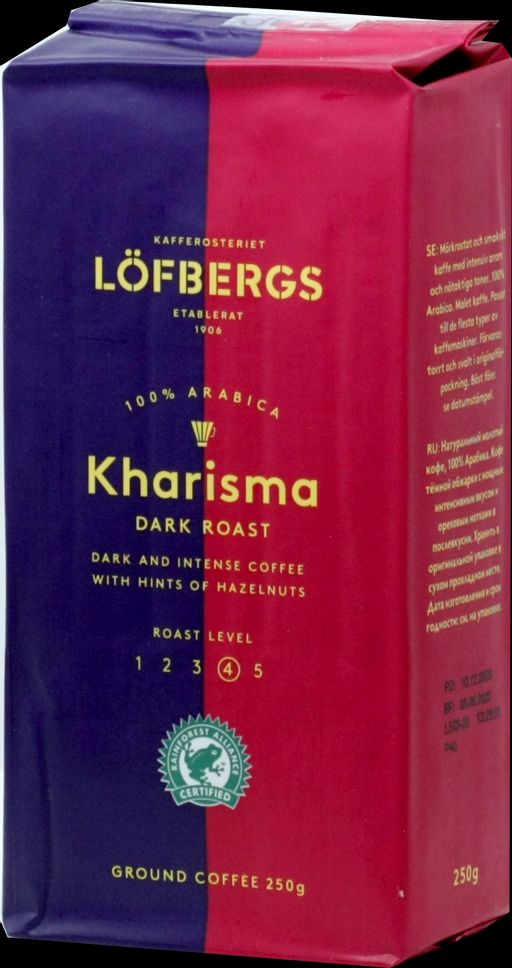 KAFFEROSTERIET
LÖFBERGS
ETABLERAT
1906
100% ARABICA
Kharisma
DARK ROAST
DARK AND INTENSE COFFEE
WITH HINTS OF HAZELNUTS
ROAST LEVEL
1 2 3 4 5
RAINFOREST ALLIANCE
CERTIFIED
GROUND COFFEE 250g
SE: Mörkrostat och smakrikt
kaffe med intensiv arom
och nötaktiga toner. 100%
Arabica. Malet kaffe. Passar
till de flesta typer av
kaffemaskiner. Förvaras
torrt och svalt i originalför-
packning. Bäst före:
se datumstämpel.
RU: Натуральный молотый
кофе, 100% Арабика. Кофе
тёмной обжарки с мощным
интенсивным вкусом и
ореховыми нотками в
послевкусии. Хранить в
оригинальной упаковке в
сухом прохладном месте.
Дата изготовления и срок
годности: см. на упаковке.
PD: 10.12.2020
250g